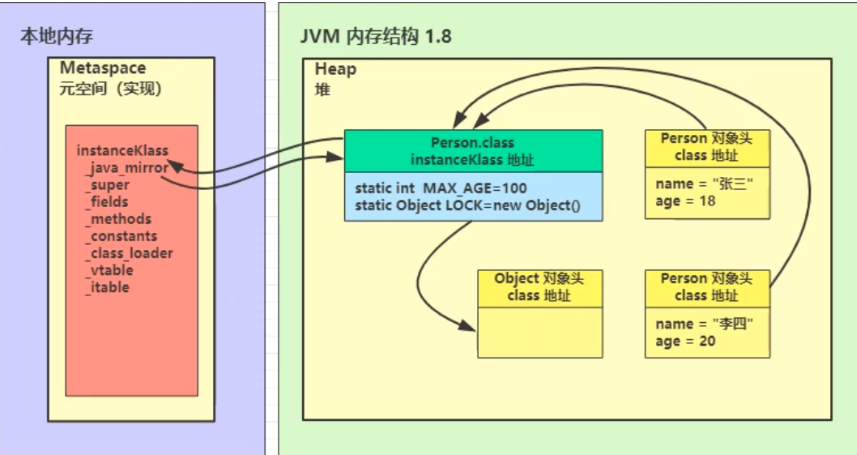 本地内存
Metaspace
元空间（实现）
instanceKlass
_java_mirror
_super
_fields
_methods
_constants
_class_loader
_vtable
_itable
JVM 内存结构 1.8
Heap
堆
Person.class
instanceKlass 地址
static int MAX_AGE=100
static Object LOCK=new Object()
Person 对象头
class 地址
name = "张三"
age = 18
Object 对象头
class 地址
Person 对象头
class 地址
name = "李四"
age = 20